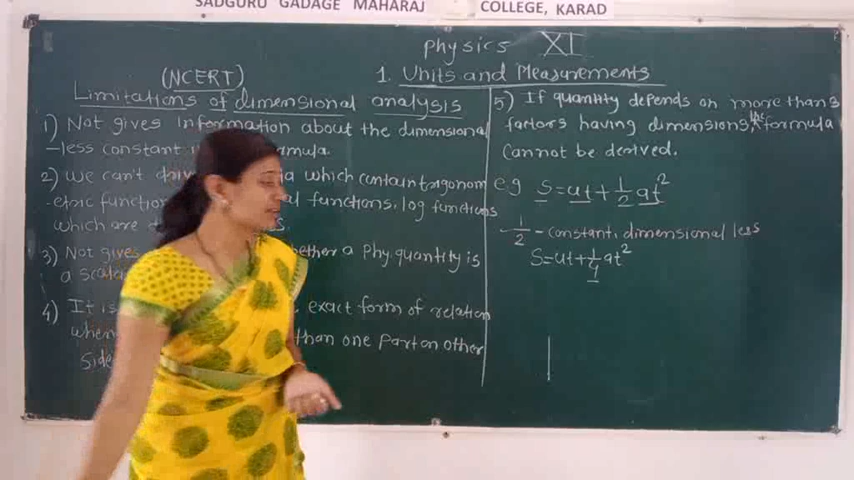 SADGURU GADAGE MAHARAJ COLLEGE, KARAD
Physics XI
(NCERT) 1. Units and Measurements
Limitations of dimensional analysis
1) Not gives information about the dimensional
-less constant formula.
2) We can't which contain trigonom
-etric function functions, log functions
which are
3) Not gives whether a Phy. quantity is
a scalar
4) It is exact form of relation
when than one Part on other
side
5) If quantity depends on more than 3
factors having dimensions, the formula
Cannot be derived.
e.g S=ut+1/2 at²
-1/2 - constant, dimensional less
S=ut+1/4 at²